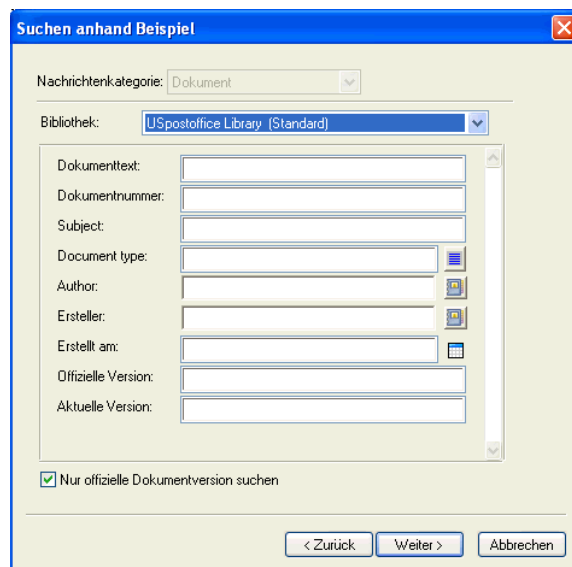 Suchen anhand Beispiel
Nachrichtenkategorie: Dokument
Bibliothek: USpostoffice Library (Standard)
Dokumenttext:
Dokumentnummer:
Subject:
Document type:
Author:
Ersteller:
Erstellt am:
Offizielle Version:
Aktuelle Version:
Nur offizielle Dokumentversion suchen
< Zurück Weiter > Abbrechen